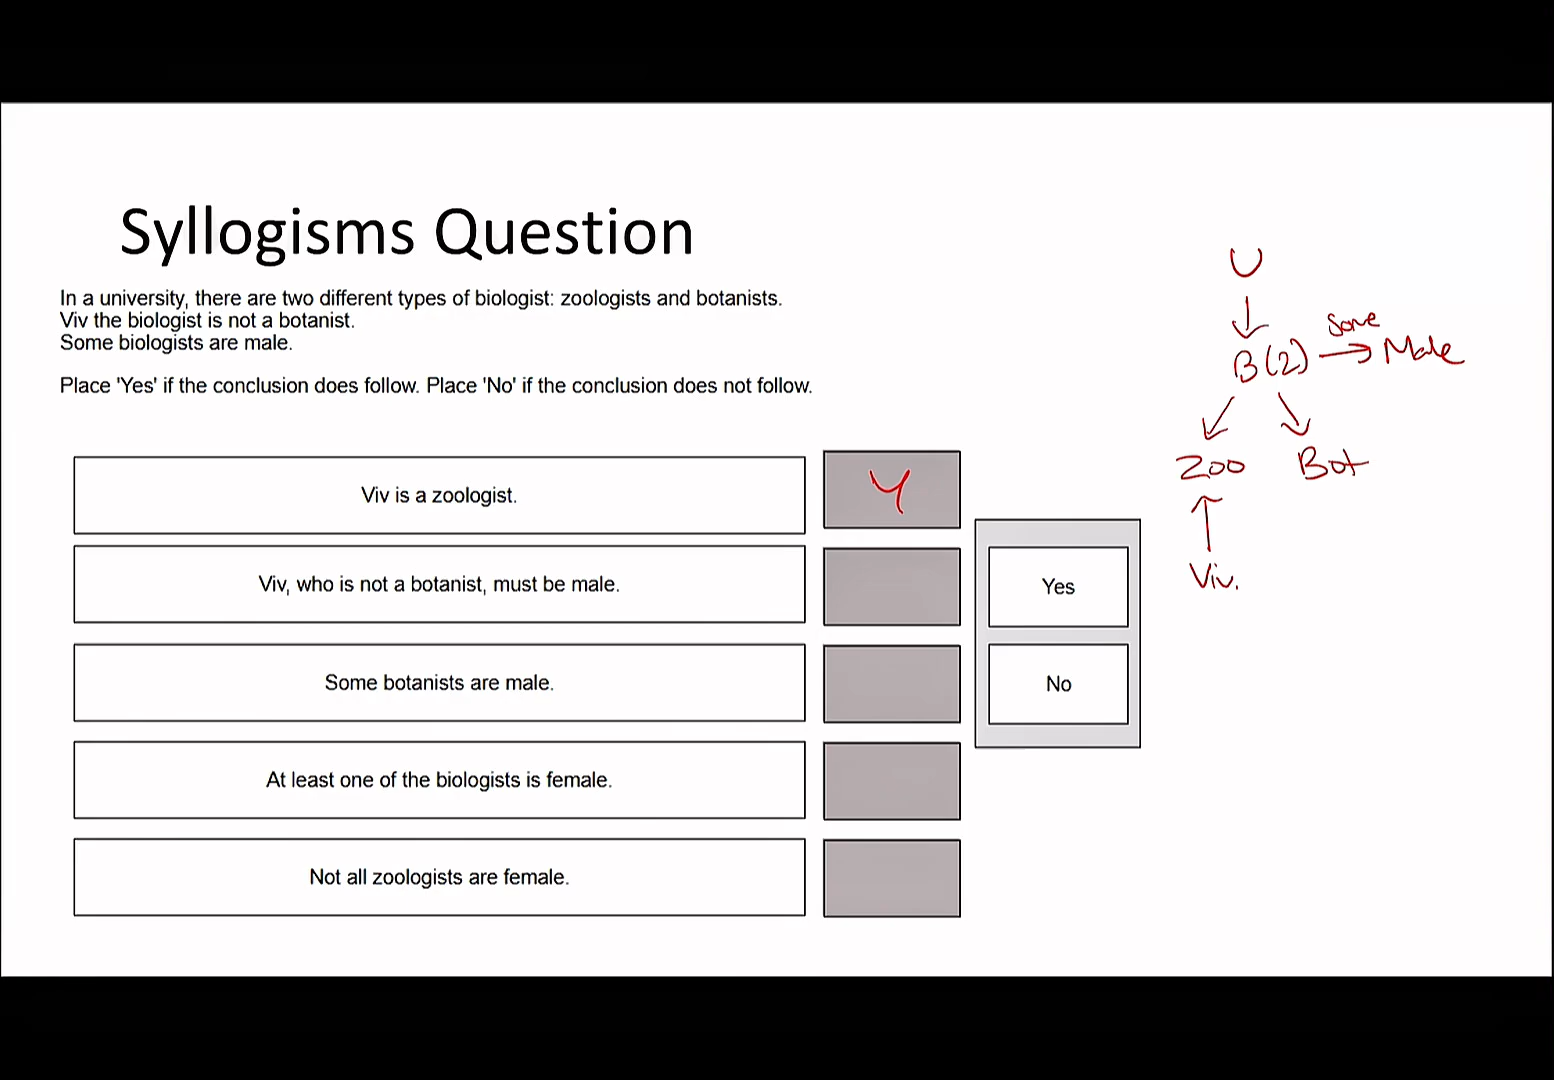 Syllogisms Question
In a university, there are two different types of biologist: zoologists and botanists.
Viv the biologist is not a botanist.
Some biologists are male.
Place 'Yes' if the conclusion does follow. Place 'No' if the conclusion does not follow.
Viv is a zoologist.
Y
Viv, who is not a botanist, must be male.
Some botanists are male.
At least one of the biologists is female.
Not all zoologists are female.
Yes
No
U
Some
B(2) → Male
Zoo Bot
Viv.